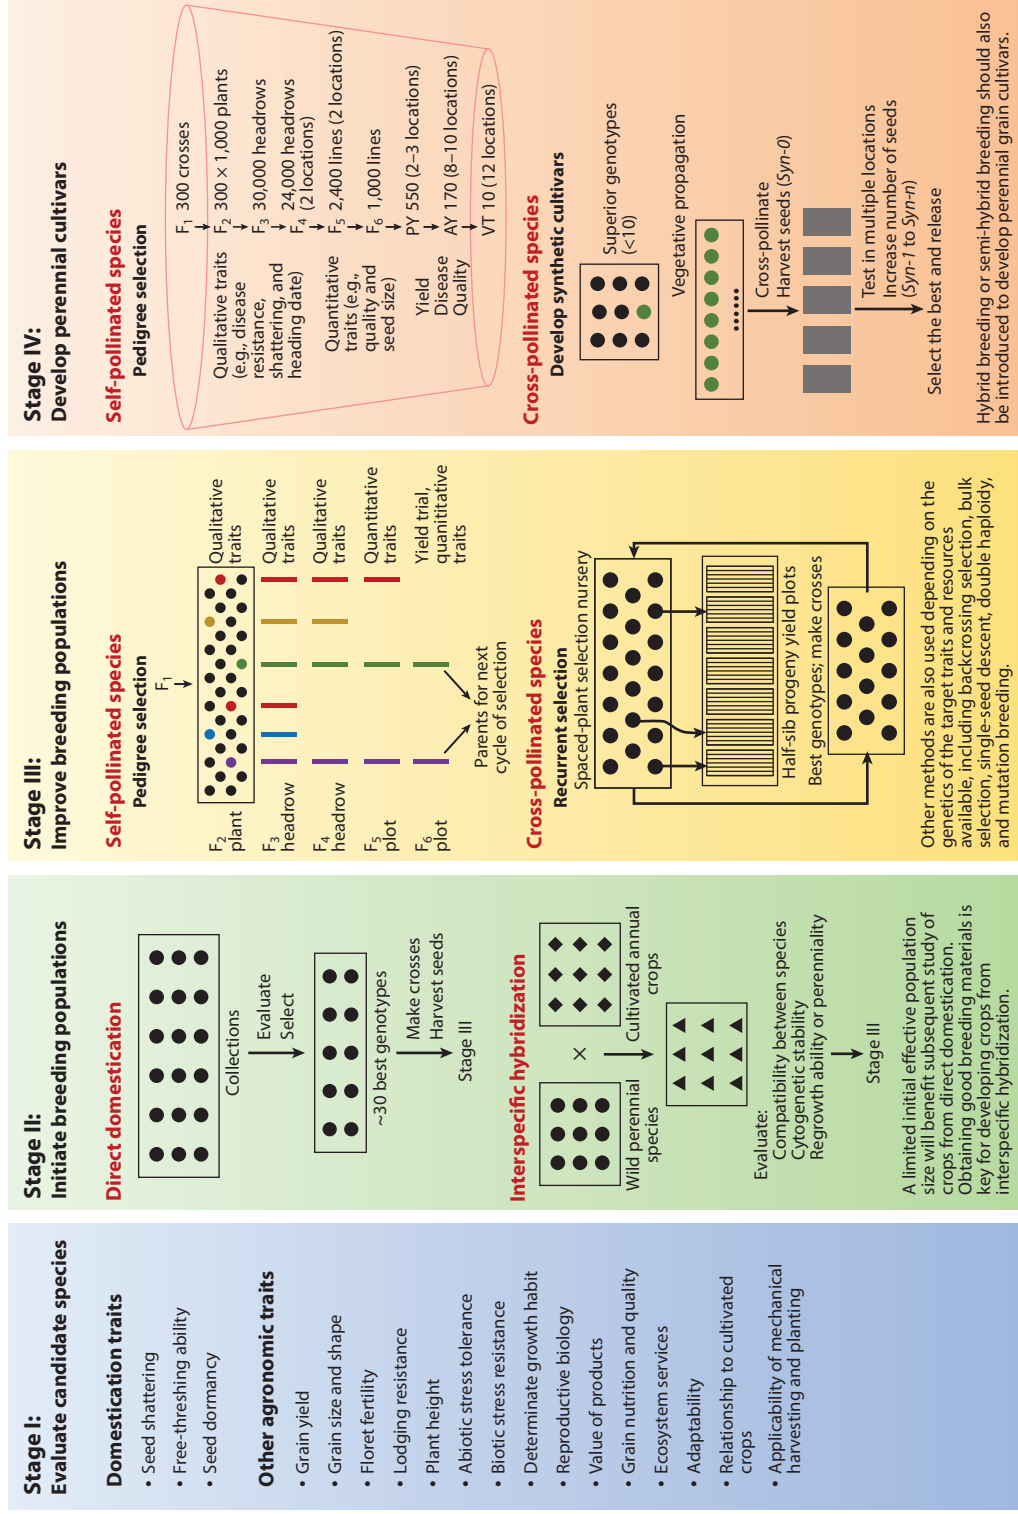 Stage I:
Evaluate candidate species
Domestication traits
• Seed shattering
• Free-threshing ability
• Seed dormancy
Other agronomic traits
• Grain yield
• Grain size and shape
• Floret fertility
• Lodging resistance
• Plant height
• Abiotic stress tolerance
• Biotic stress resistance
• Determinate growth habit
• Reproductive biology
• Value of products
• Grain nutrition and quality
• Ecosystem services
• Adaptability
• Relationship to cultivated
crops
• Applicability of mechanical
harvesting and planting
Stage II:
Initiate breeding populations
Direct domestication
Collections
Evaluate
Select
~30 best genotypes
Make crosses
Harvest seeds
Stage III
Interspecific hybridization
×
Wild perennial
species
Cultivated annual
crops
Evaluate:
Compatibility between species
Cytogenetic stability
Regrowth ability or perenniality
Stage III
A limited initial effective population
size will benefit subsequent study of
crops from direct domestication.
Obtaining good breeding materials is
key for developing crops from
interspecific hybridization.
Stage III:
Improve breeding populations
Self-pollinated species
Pedigree selection
F1
F2
plant
Qualitative
traits
F3
headrow
Qualitative
traits
F4
headrow
Qualitative
traits
F5
plot
Quantitative
traits
F6
plot
Yield trial,
quanititative
traits
Parents for next
cycle of selection
Cross-pollinated species
Recurrent selection
Spaced-plant selection nursery
Half-sib progeny yield plots
Best genotypes; make crosses
Other methods are also used depending on the
genetics of the target traits and resources
available, including backcrossing selection, bulk
selection, single-seed descent, double haploidy,
and mutation breeding.
Stage IV:
Develop perennial cultivars
Self-pollinated species
Pedigree selection
F1 300 crosses
F2 300 × 1,000 plants
F3 30,000 headrows
F4 24,000 headrows
(2 locations)
F5 2,400 lines (2 locations)
F6 1,000 lines
PY 550 (2–3 locations)
AY 170 (8–10 locations)
VT 10 (12 locations)
Qualitative traits
(e.g., disease
resistance,
shattering, and
heading date)
Quantitative
traits (e.g.,
quality and
seed size)
Yield
Disease
Quality
Cross-pollinated species
Develop synthetic cultivars
Superior genotypes
(<10)
Vegetative propagation
Cross-pollinate
Harvest seeds (Syn-0)
Test in multiple locations
Increase number of seeds
(Syn-1 to Syn-n)
Select the best and release
Hybrid breeding or semi-hybrid breeding should also
be introduced to develop perennial grain cultivars.